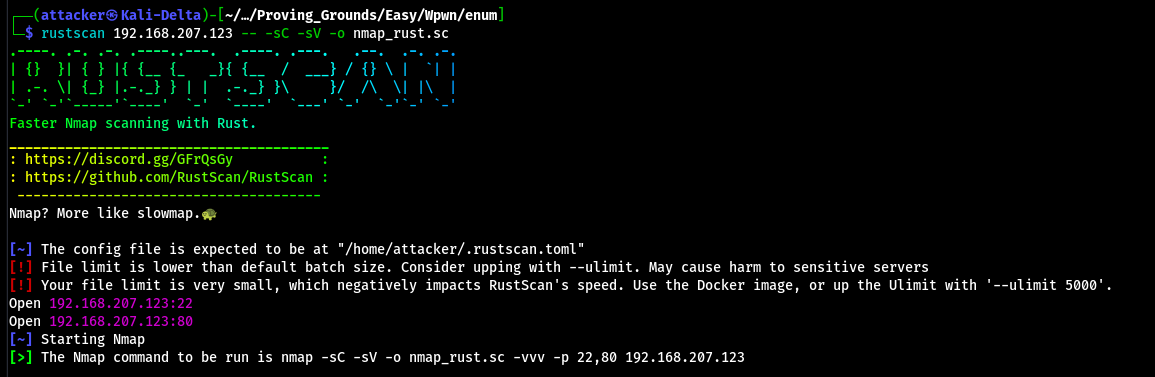 ┌──(attacker㉿Kali-Delta)-[~/…/Proving_Grounds/Easy/Wpwn/enum]
└─$ rustscan 192.168.207.123 -- -sC -sV -o nmap_rust.sc
.----. .-. .-. .----..---.  .----. .---.   .--.  .-. .-.
| {}  }| { } |{ {__ {_   _}{ {__  /  ___} / {} \ |  `| |
| .-. \| {_} |.-._} } | |  .-._} }\     }/  /\  \| |\  |
`-' `-'`-----'`----'  `-'  `----'  `---' `-'  `-'`-' `-'
Faster Nmap scanning with Rust.
________________________________________
: https://discord.gg/GFrQsGy           :
: https://github.com/RustScan/RustScan :
 --------------------------------------
Nmap? More like slowmap.🐢
[~] The config file is expected to be at "/home/attacker/.rustscan.toml"
[!] File limit is lower than default batch size. Consider upping with --ulimit. May cause harm to sensitive servers
[!] Your file limit is very small, which negatively impacts RustScan's speed. Use the Docker image, or up the Ulimit with '--ulimit 5000'.
Open 192.168.207.123:22
Open 192.168.207.123:80
[~] Starting Nmap
[>] The Nmap command to be run is nmap -sC -sV -o nmap_rust.sc -vvv -p 22,80 192.168.207.123